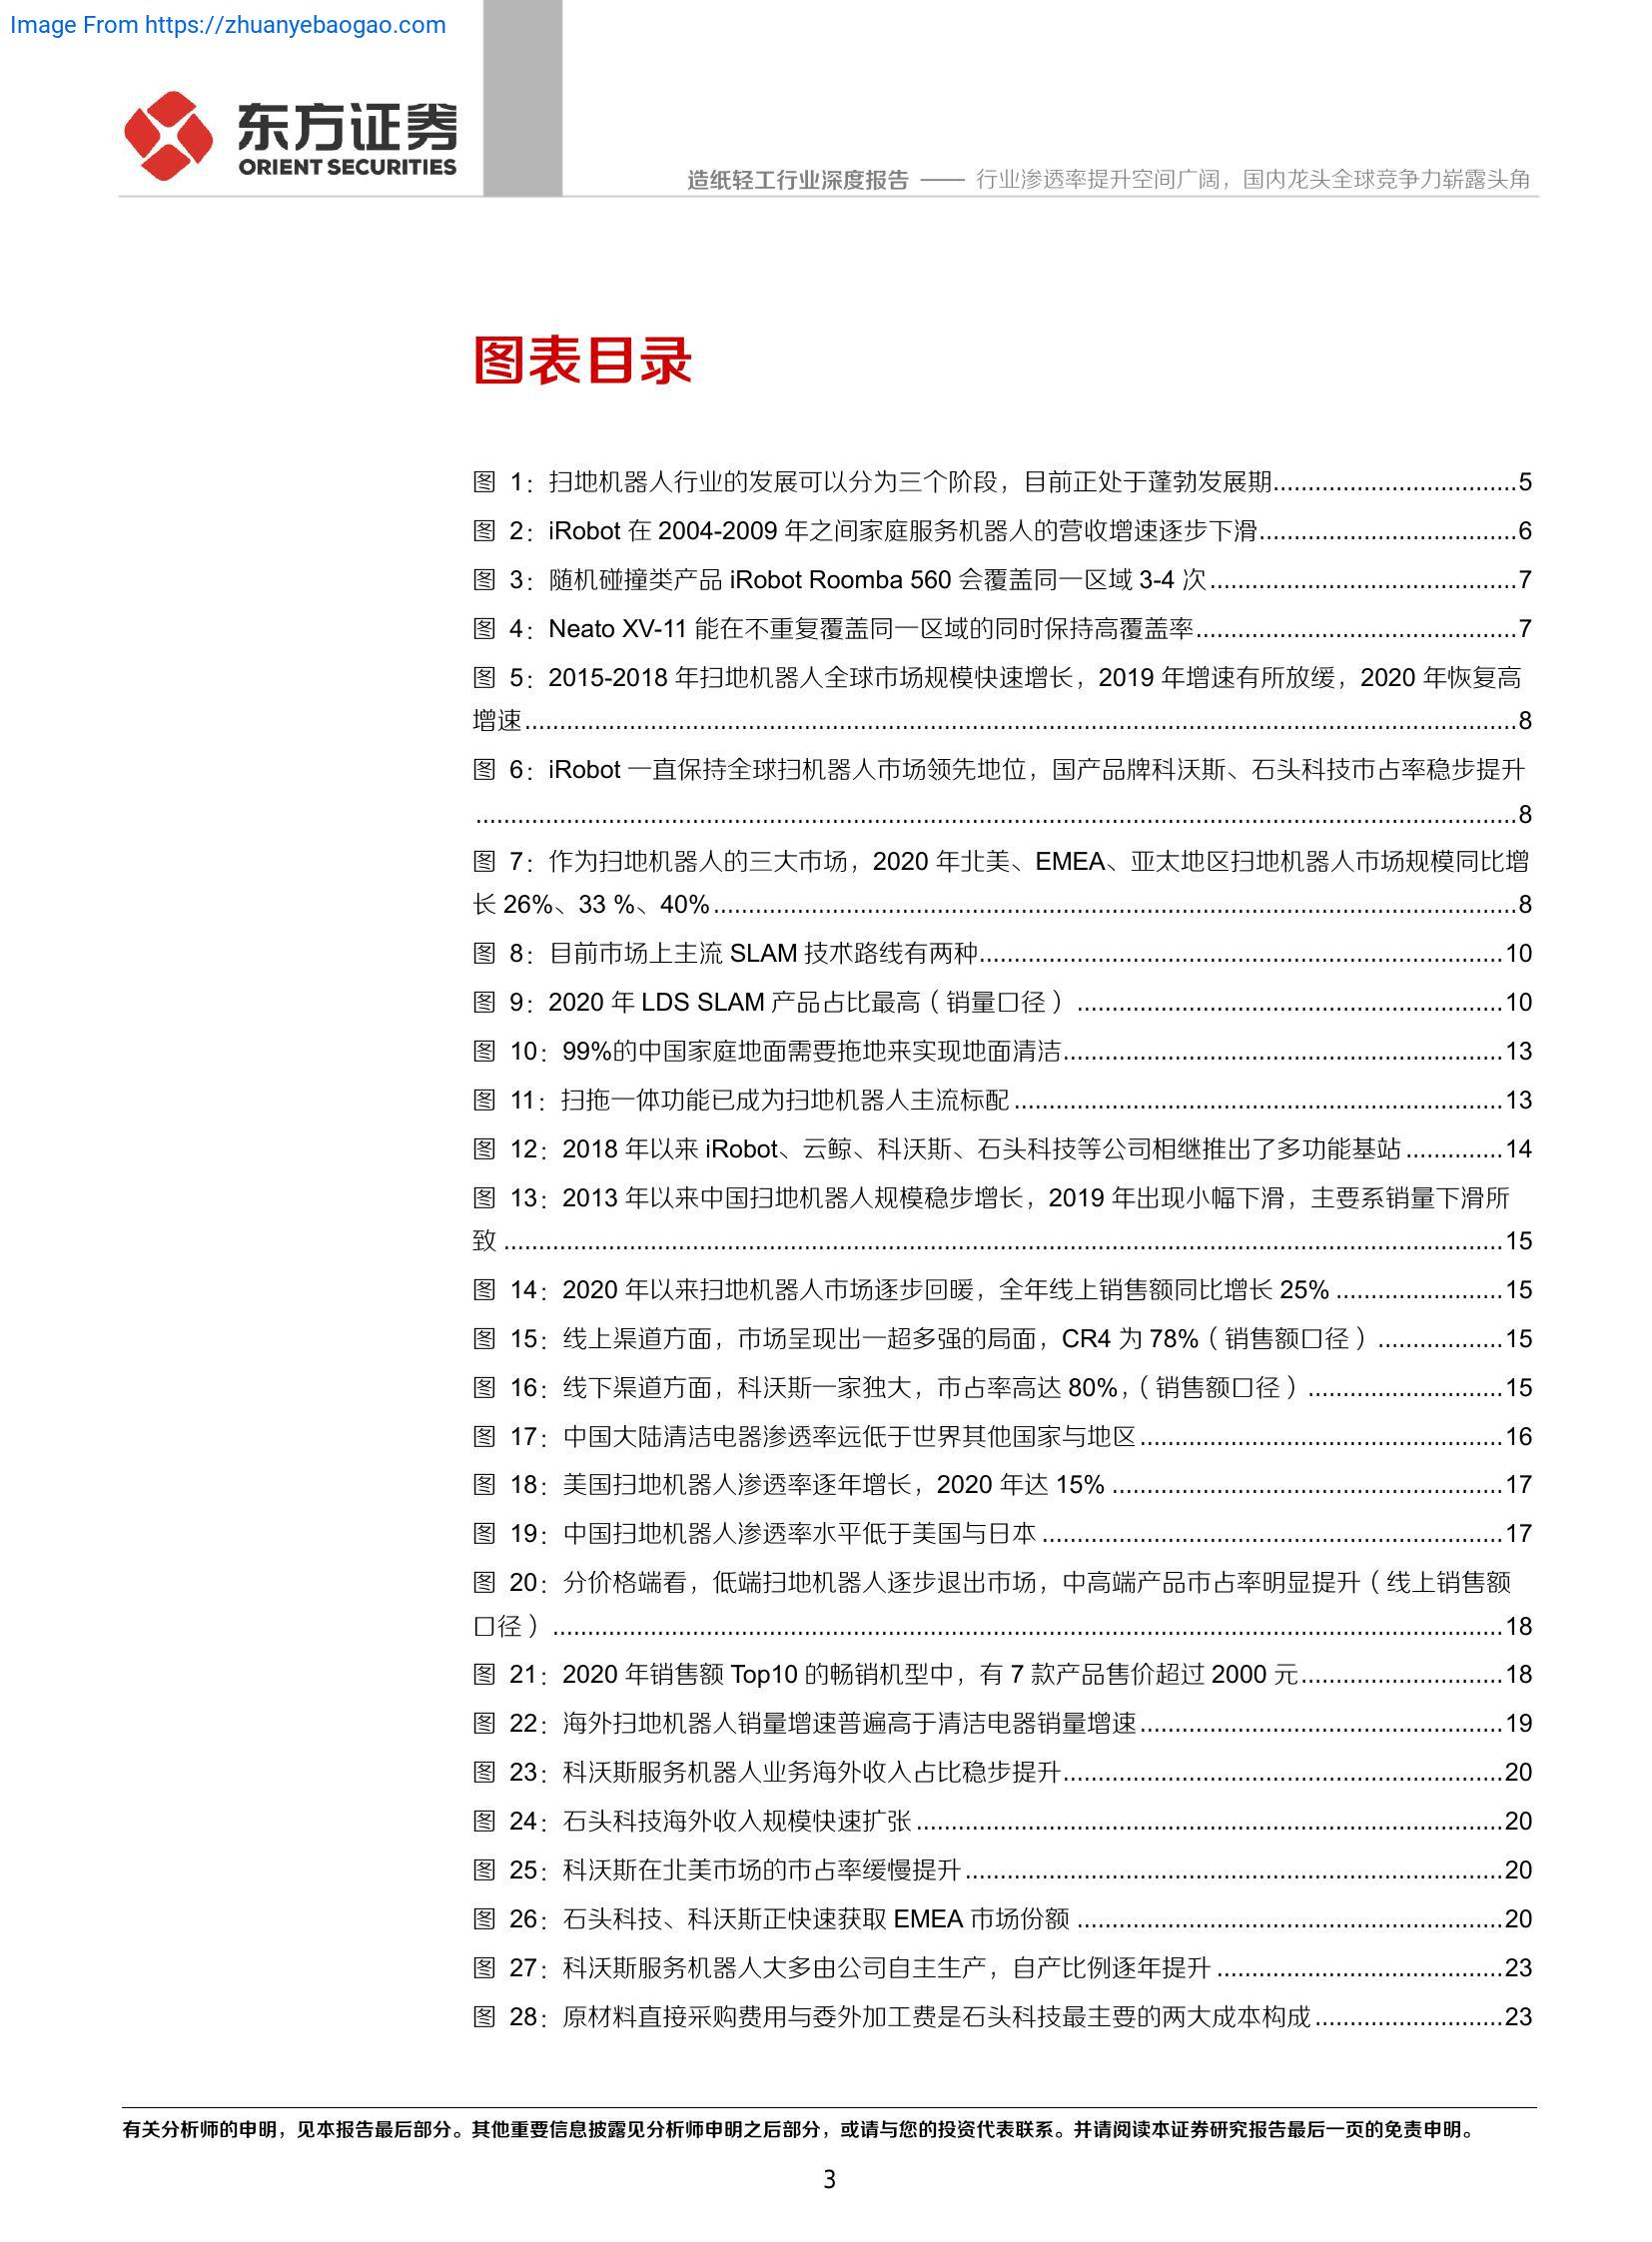 Image From https://zhuanyebaogao.com
东方证券
ORIENT SECURITIES
造纸轻工行业深度报告 —— 行业渗透率提升空间广阔，国内龙头全球竞争力崭露头角
图表目录
图 1：扫地机器人行业的发展可以分为三个阶段，目前正处于蓬勃发展期...................................5
图 2：iRobot 在 2004-2009 年之间家庭服务机器人的营收增速逐步下滑.....................................6
图 3：随机碰撞类产品 iRobot Roomba 560 会覆盖同一区域 3-4 次............................................7
图 4：Neato XV-11 能在不重复覆盖同一区域的同时保持高覆盖率..............................................7
图 5：2015-2018 年扫地机器人全球市场规模快速增长，2019 年增速有所放缓，2020 年恢复高
增速..............................................................................................................................................8
图 6：iRobot 一直保持全球扫机器人市场领先地位，国产品牌科沃斯、石头科技市占率稳步提升
.....................................................................................................................................................8
图 7：作为扫地机器人的三大市场，2020 年北美、EMEA、亚太地区扫地机器人市场规模同比增
长 26%、33 %、40%...................................................................................................................8
图 8：目前市场上主流 SLAM 技术路线有两种...........................................................................10
图 9：2020 年 LDS SLAM 产品占比最高（销量口径）.............................................................10
图 10：99%的中国家庭地面需要拖地来实现地面清洁...............................................................13
图 11：扫拖一体功能已成为扫地机器人主流标配......................................................................13
图 12：2018 年以来 iRobot、云鲸、科沃斯、石头科技等公司相继推出了多功能基站..............14
图 13：2013 年以来中国扫地机器人规模稳步增长，2019 年出现小幅下滑，主要系销量下滑所
致...............................................................................................................................................15
图 14：2020 年以来扫地机器人市场逐步回暖，全年线上销售额同比增长 25%........................15
图 15：线上渠道方面，市场呈现出一超多强的局面，CR4 为 78%（销售额口径）..................15
图 16：线下渠道方面，科沃斯一家独大，市占率高达 80%，（销售额口径）............................15
图 17：中国大陆清洁电器渗透率远低于世界其他国家与地区....................................................16
图 18：美国扫地机器人渗透率逐年增长，2020 年达 15%........................................................17
图 19：中国扫地机器人渗透率水平低于美国与日本..................................................................17
图 20：分价格端看，低端扫地机器人逐步退出市场，中高端产品市占率明显提升（线上销售额
口径）........................................................................................................................................18
图 21：2020 年销售额 Top10 的畅销机型中，有 7 款产品售价超过 2000 元.............................18
图 22：海外扫地机器人销量增速普遍高于清洁电器销量增速....................................................19
图 23：科沃斯服务机器人业务海外收入占比稳步提升...............................................................20
图 24：石头科技海外收入规模快速扩张....................................................................................20
图 25：科沃斯在北美市场的市占率缓慢提升.............................................................................20
图 26：石头科技、科沃斯正快速获取 EMEA 市场份额.............................................................20
图 27：科沃斯服务机器人大多由公司自主生产，自产比例逐年提升.........................................23
图 28：原材料直接采购费用与委外加工费是石头科技最主要的两大成本构成...........................23
有关分析师的申明，见本报告最后部分。其他重要信息披露见分析师申明之后部分，或请与您的投资代表联系。并请阅读本证券研究报告最后一页的免责申明。
3